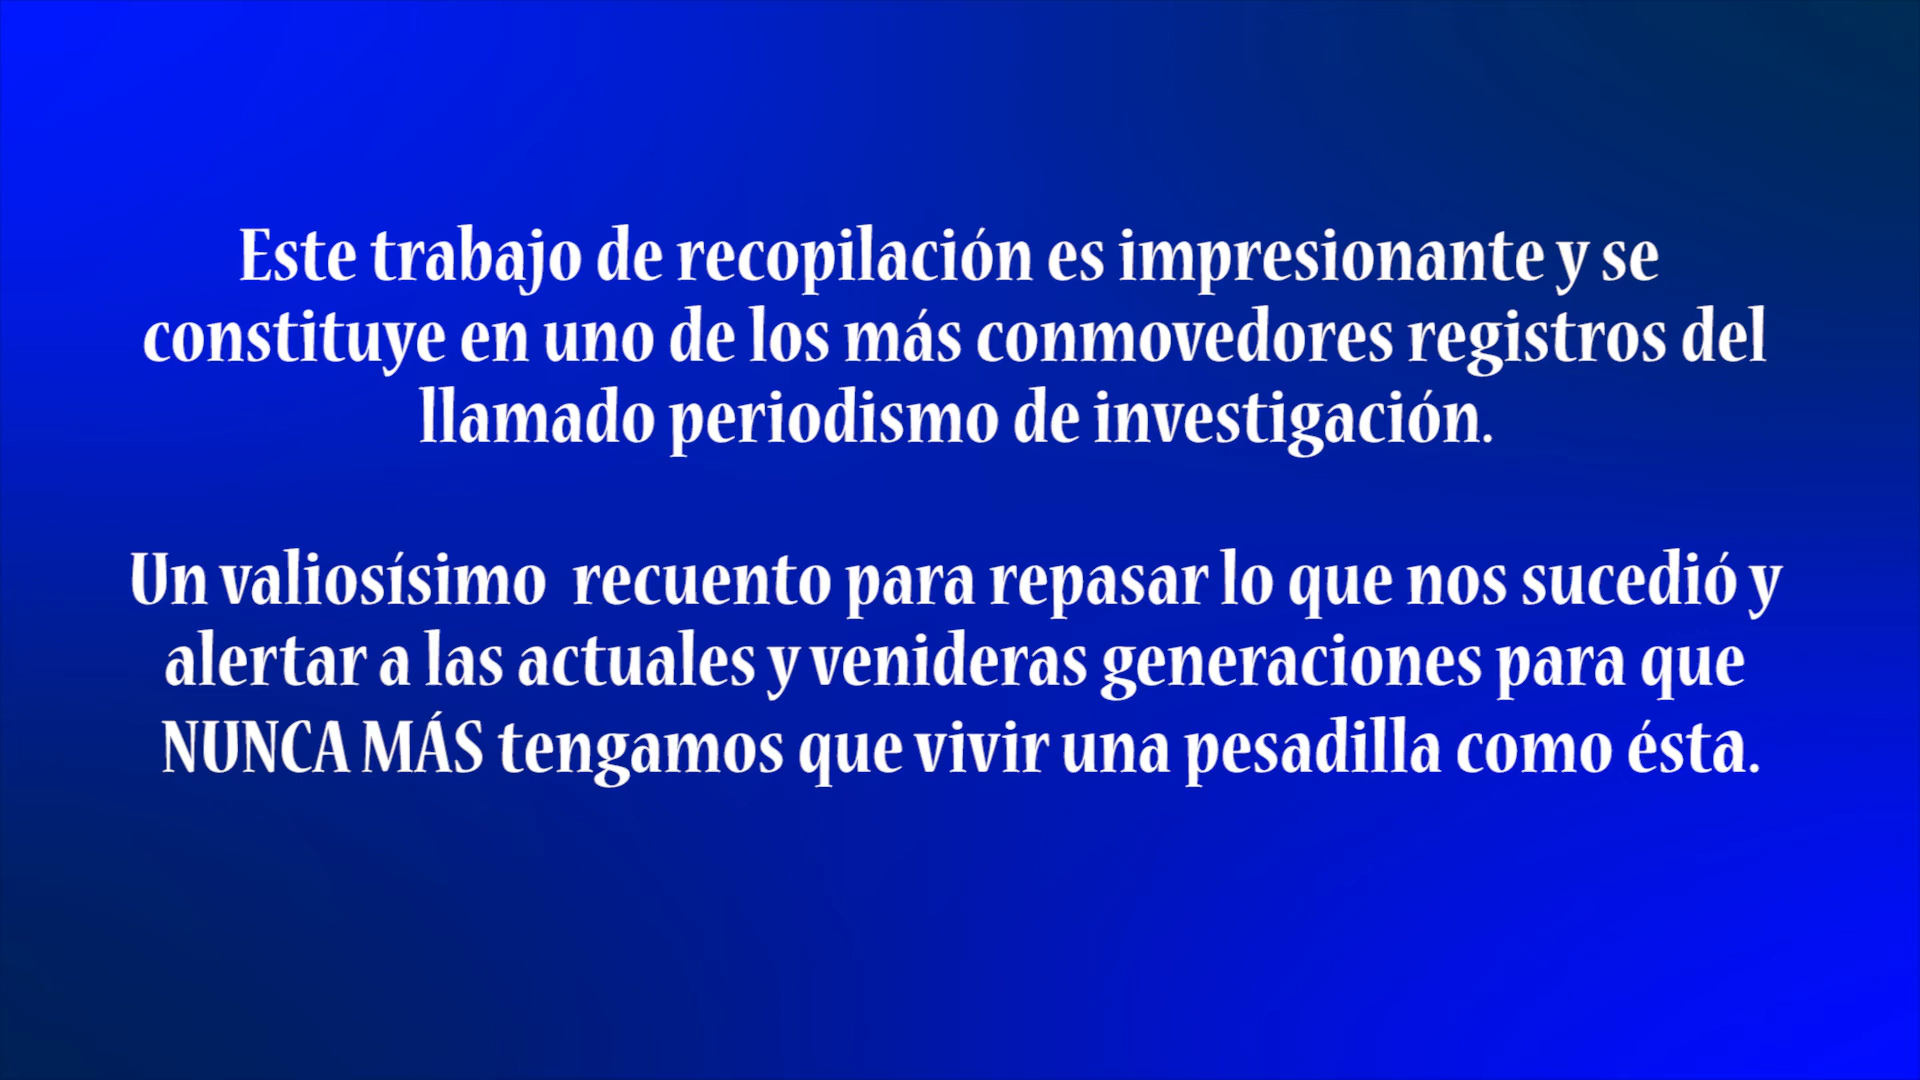 Este trabajo de recopilación es impresionante y se
constituye en uno de los más conmovedores registros del
llamado periodismo de investigación.
Un valiosísimo  recuento para repasar lo que nos sucedió y
alertar a las actuales y venideras generaciones para que
NUNCA MÁS tengamos que vivir una pesadilla como ésta.